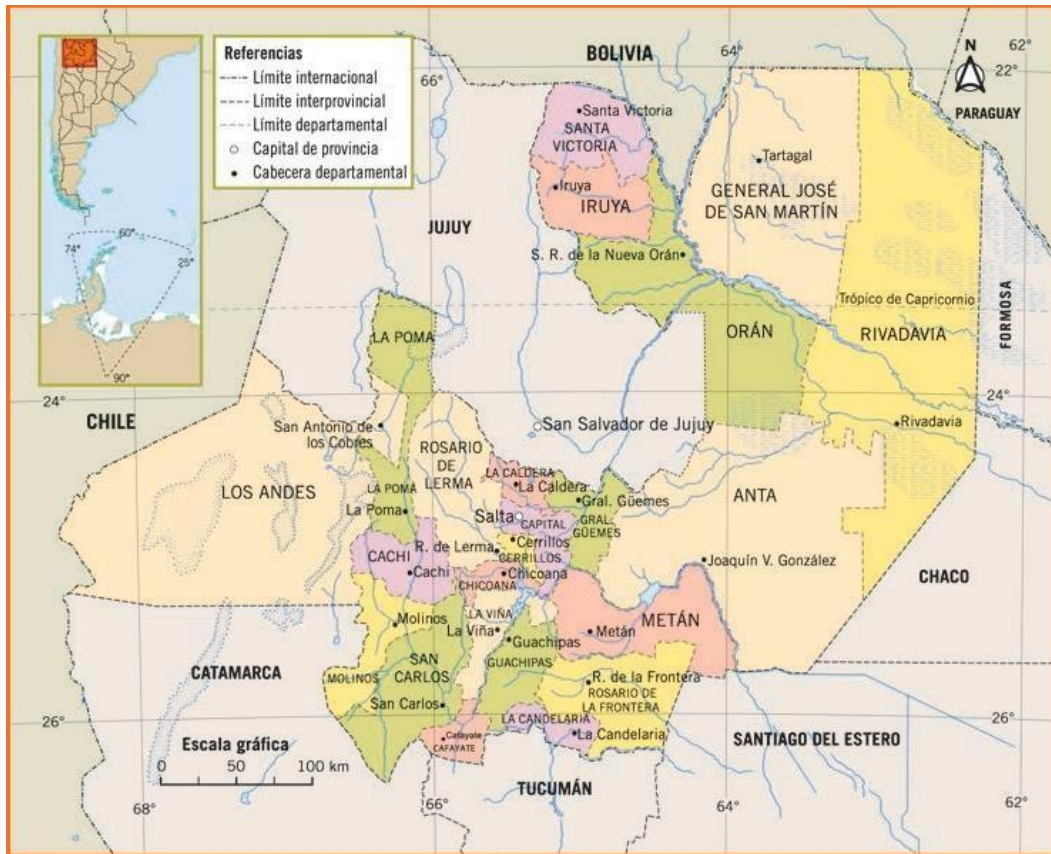 Referencias
Límite internacional
Límite interprovincial
Límite departamental
Capital de provincia
Cabecera departamental
60°
74°
25°
90°
BOLIVIA
64°
N
62°
22°
66°
PARAGUAY
Santa Victoria
SANTA
VICTORIA
Iruya
IRUYA
Tartagal
GENERAL JOSÉ
DE SAN MARTÍN
JUJUY
S. R. de la Nueva Orán
Trópico de Capricornio
ORÁN
RIVADAVIA
FORMOSA
LA POMA
24°
24°
CHILE
San Antonio de
los Cobres
San Salvador de Jujuy
Rivadavia
ROSARIO
DE
LERMA
LOS ANDES
LA POMA
La Poma
LA CALDERA
La Caldera
Gral. Güemes
GRAL.
GÜEMES
ANTA
Salta
CAPITAL
Cerrillos
CERRILLOS
R. de Lerma
CACHI
Cachi
Chicoana
CHICOANA
Joaquín V. González
CHACO
Molinos
MOLINOS
LA VIÑA
La Viña
METÁN
Metán
Guachipas
GUACHIPAS
CATAMARCA
SAN
CARLOS
San Carlos
R. de la Frontera
ROSARIO DE
LA FRONTERA
26°
26°
LA CANDELARIA
La Candelaria
Cafayate
CAFAYATE
SANTIAGO DEL ESTERO
TUCUMÁN
Escala gráfica
0 50 100 km
68°
66°
64°
62°